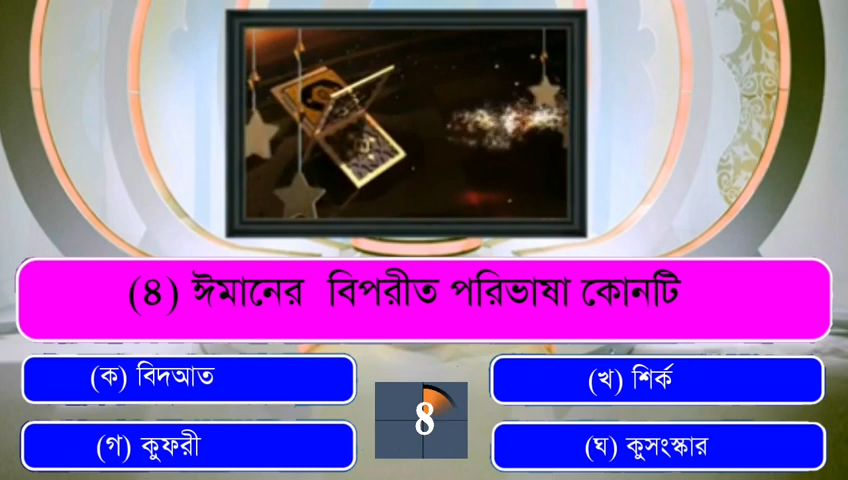 (৪) ঈমানের বিপরীত পরিভাষা কোনটি
(ক) বিদআত
(খ) শির্ক
8
(গ) কুফরী
(ঘ) কুসংস্কার